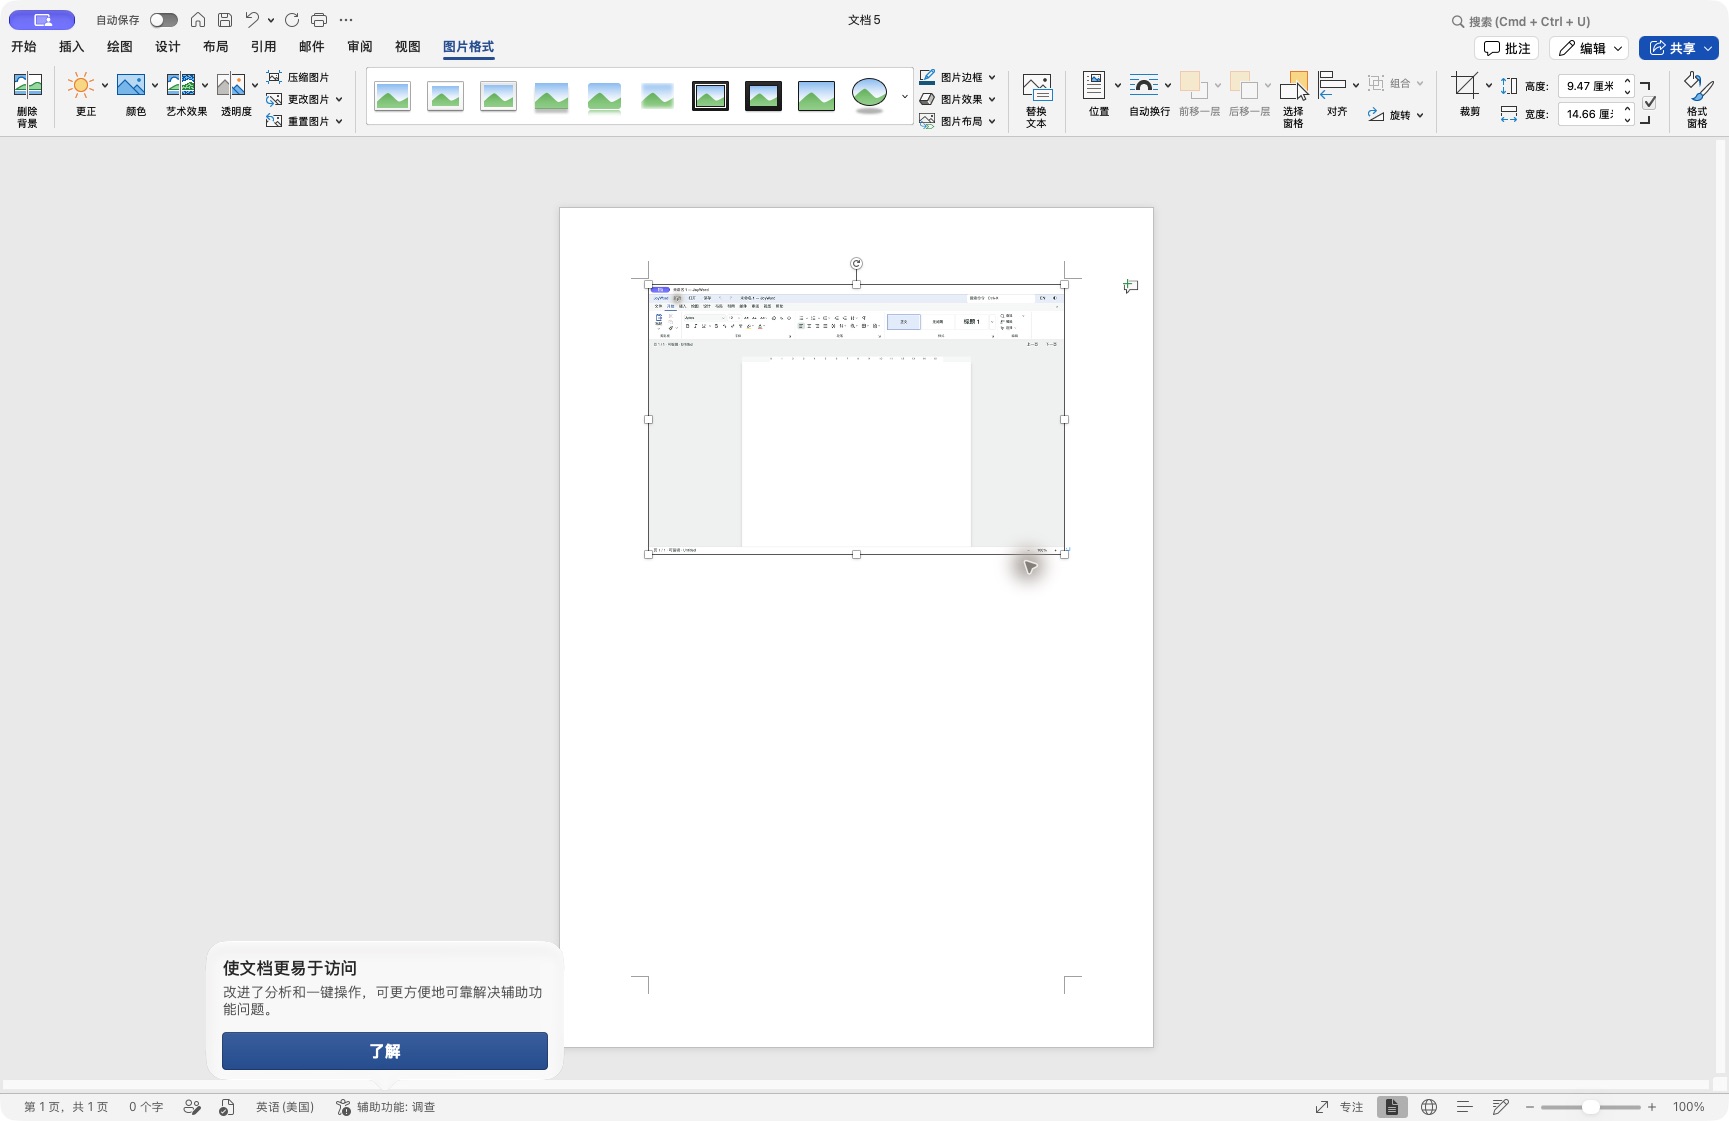 自动保存
文档 5
搜索 (Cmd + Ctrl + U)
开始 插入 绘图 设计 布局 引用 邮件 审阅 视图 图片格式
批注 编辑 共享
删除背景
更正
颜色
艺术效果
透明度
压缩图片
更改图片
重置图片
图片边框
图片效果
图片布局
替换文本
位置
自动换行
前移一层
后移一层
选择窗格
对齐
组合
旋转
裁剪
高度: 9.47 厘米
宽度: 14.66 厘
格式窗格
未命名 1 — JoyWord
标题 1
使文档更易于访问
改进了分析和一键操作，可更方便地可靠解决辅助功
能问题。
了解
第 1 页，共 1 页 0 个字 英语 (美国) 辅助功能: 调查 专注 100%